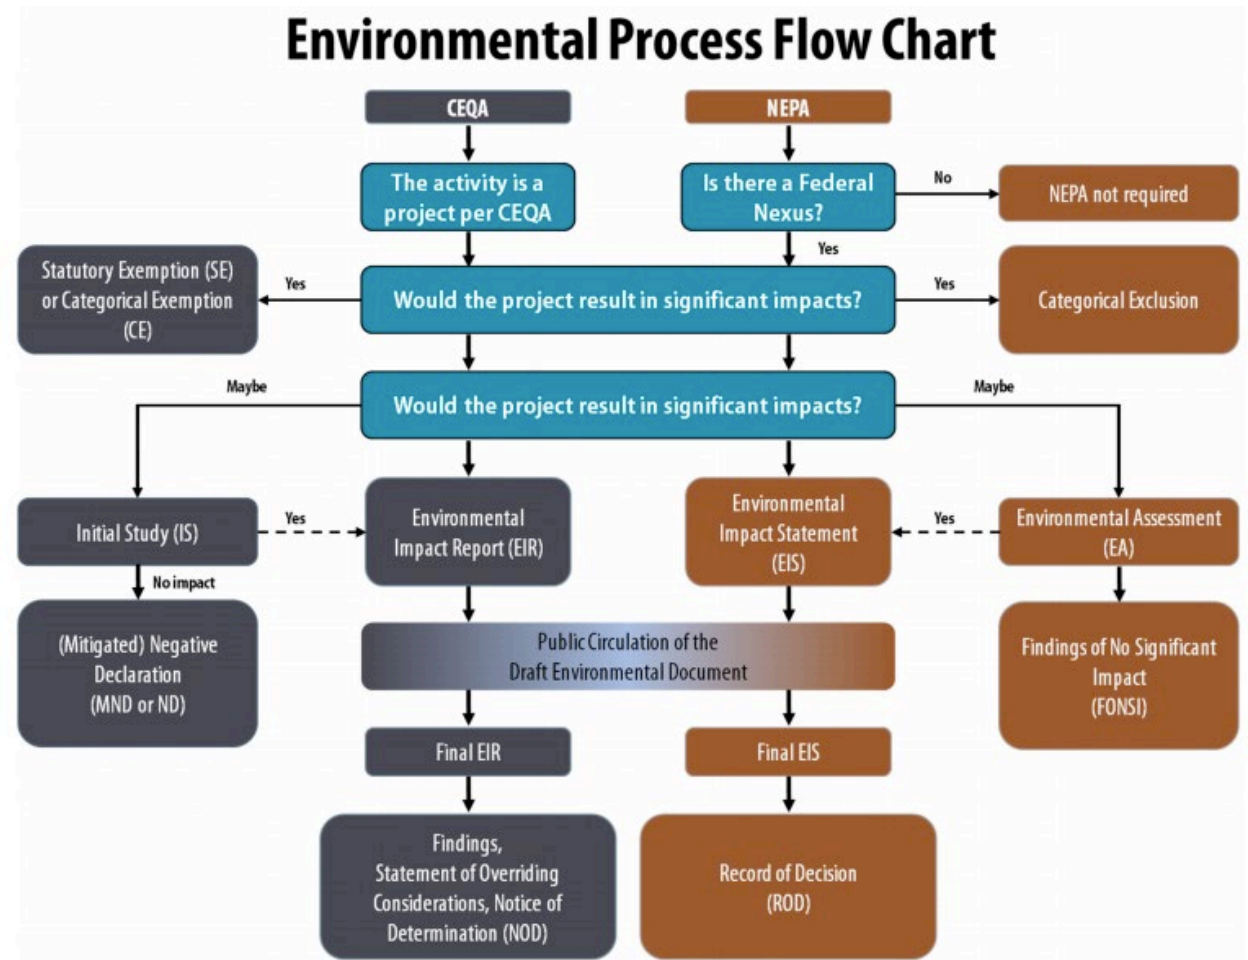 Environmental Process Flow Chart
CEQA
NEPA
The activity is a
project per CEQA
Is there a Federal
Nexus?
No
NEPA not required
Yes
Statutory Exemption (SE)
or Categorical Exemption
(CE)
Yes
Would the project result in significant impacts?
Yes
Categorical Exclusion
Maybe
Would the project result in significant impacts?
Maybe
Initial Study (IS)
Yes
Environmental
Impact Report (EIR)
Environmental
Impact Statement
(EIS)
Yes
Environmental Assessment
(EA)
No impact
(Mitigated) Negative
Declaration
(MND or ND)
Public Circulation of the
Draft Environmental Document
Findings of No Significant
Impact
(FONSI)
Final EIR
Final EIS
Findings,
Statement of Overriding
Considerations, Notice of
Determination (NOD)
Record of Decision
(ROD)